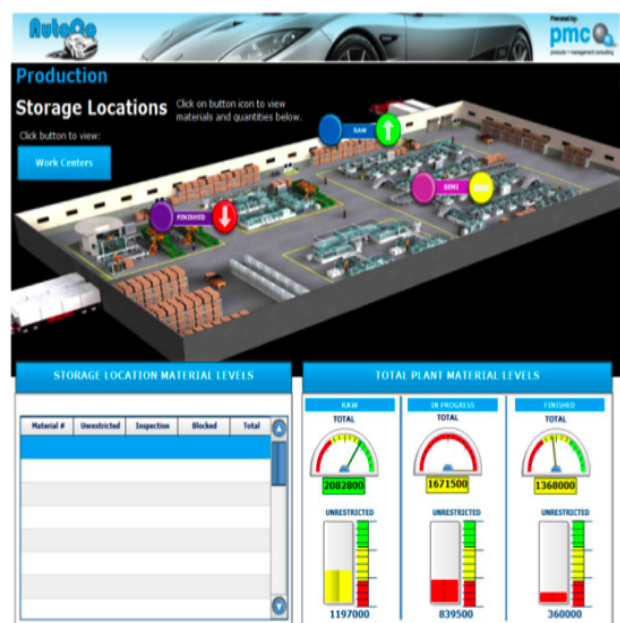 AutoCo
Powered by:
pmc
products + management consulting
Production
Storage Locations
Click on button icon to view
materials and quantities below.
Click button to view:
Work Centers
RAW
SEMI
FINISHED
STORAGE LOCATION MATERIAL LEVELS
Material # Unrestricted Inspection Blocked Total
TOTAL PLANT MATERIAL LEVELS
RAW IN PROGRESS FINISHED
TOTAL TOTAL TOTAL
2082800 1671500 1368000
UNRESTRICTED UNRESTRICTED UNRESTRICTED
1197000 839500 360000